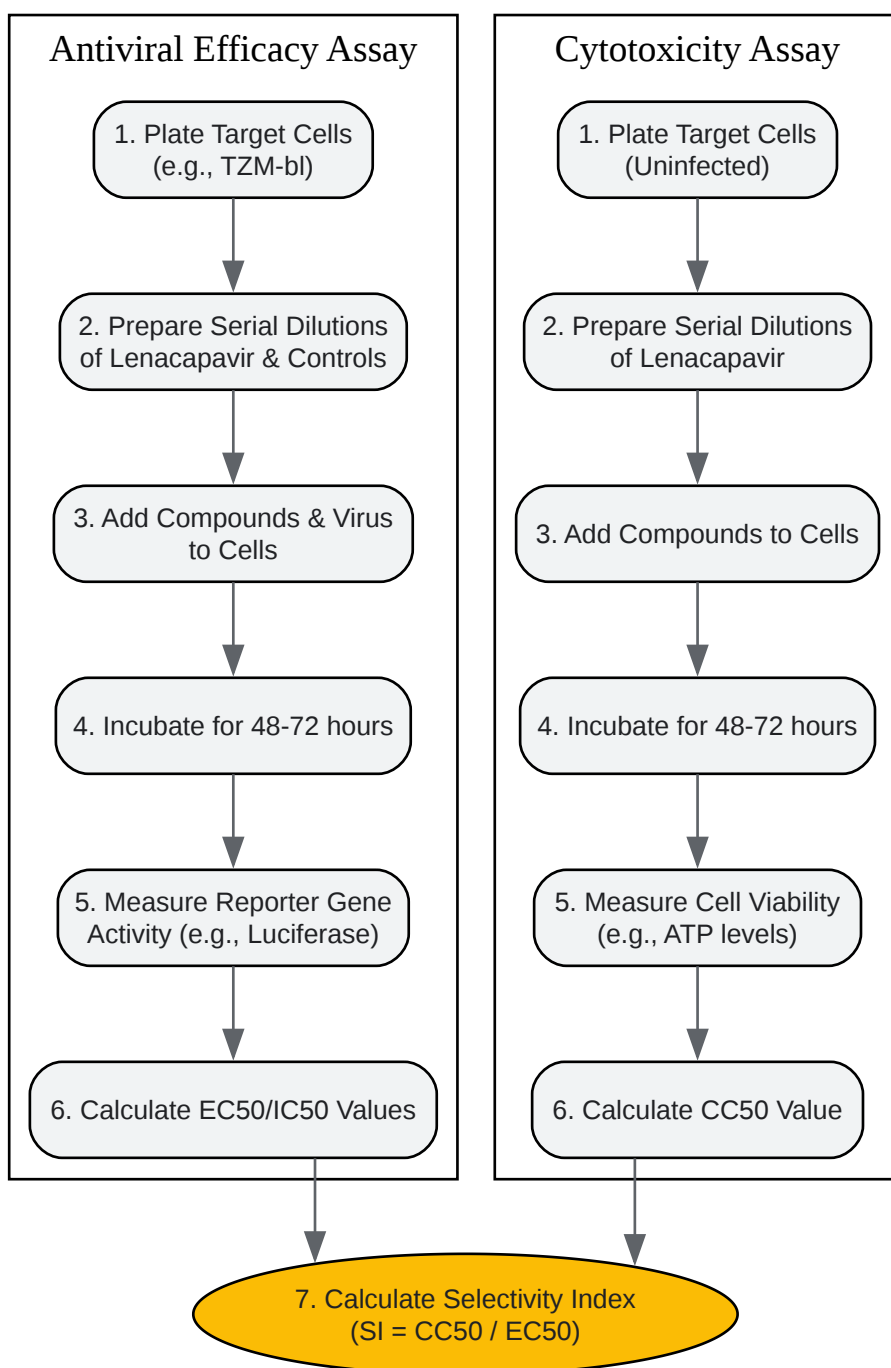 Antiviral Efficacy Assay
1. Plate Target Cells
(e.g., TZM-bl)
2. Prepare Serial Dilutions
of Lenacapavir & Controls
3. Add Compounds & Virus
to Cells
4. Incubate for 48-72 hours
5. Measure Reporter Gene
Activity (e.g., Luciferase)
6. Calculate EC50/IC50 Values
Cytotoxicity Assay
1. Plate Target Cells
(Uninfected)
2. Prepare Serial Dilutions
of Lenacapavir
3. Add Compounds to Cells
4. Incubate for 48-72 hours
5. Measure Cell Viability
(e.g., ATP levels)
6. Calculate CC50 Value
7. Calculate Selectivity Index
(SI = CC50 / EC50)